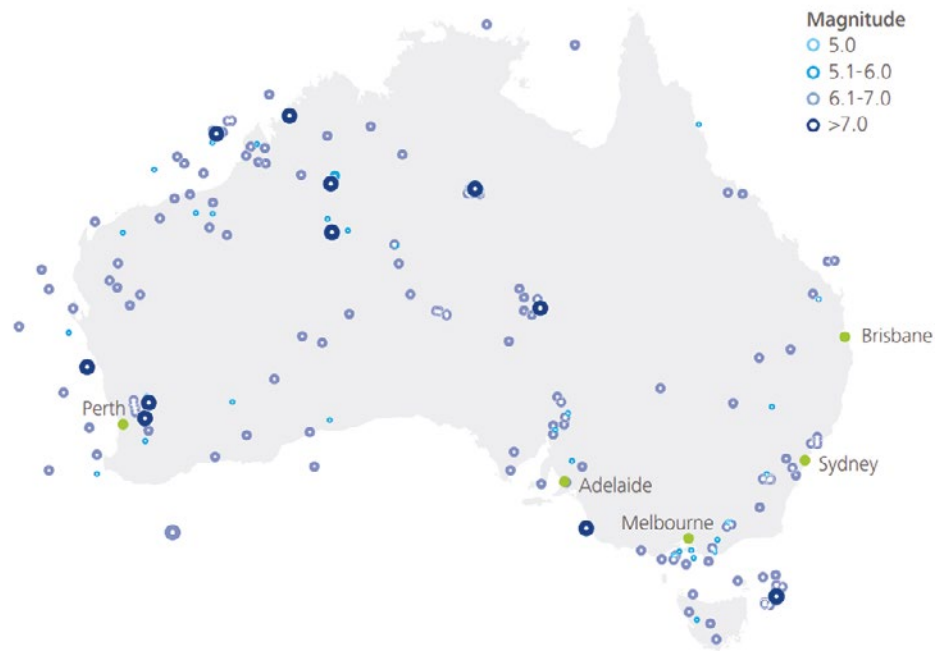 Magnitude
5.0
5.1-6.0
6.1-7.0
>7.0
Brisbane
Perth
Sydney
Adelaide
Melbourne